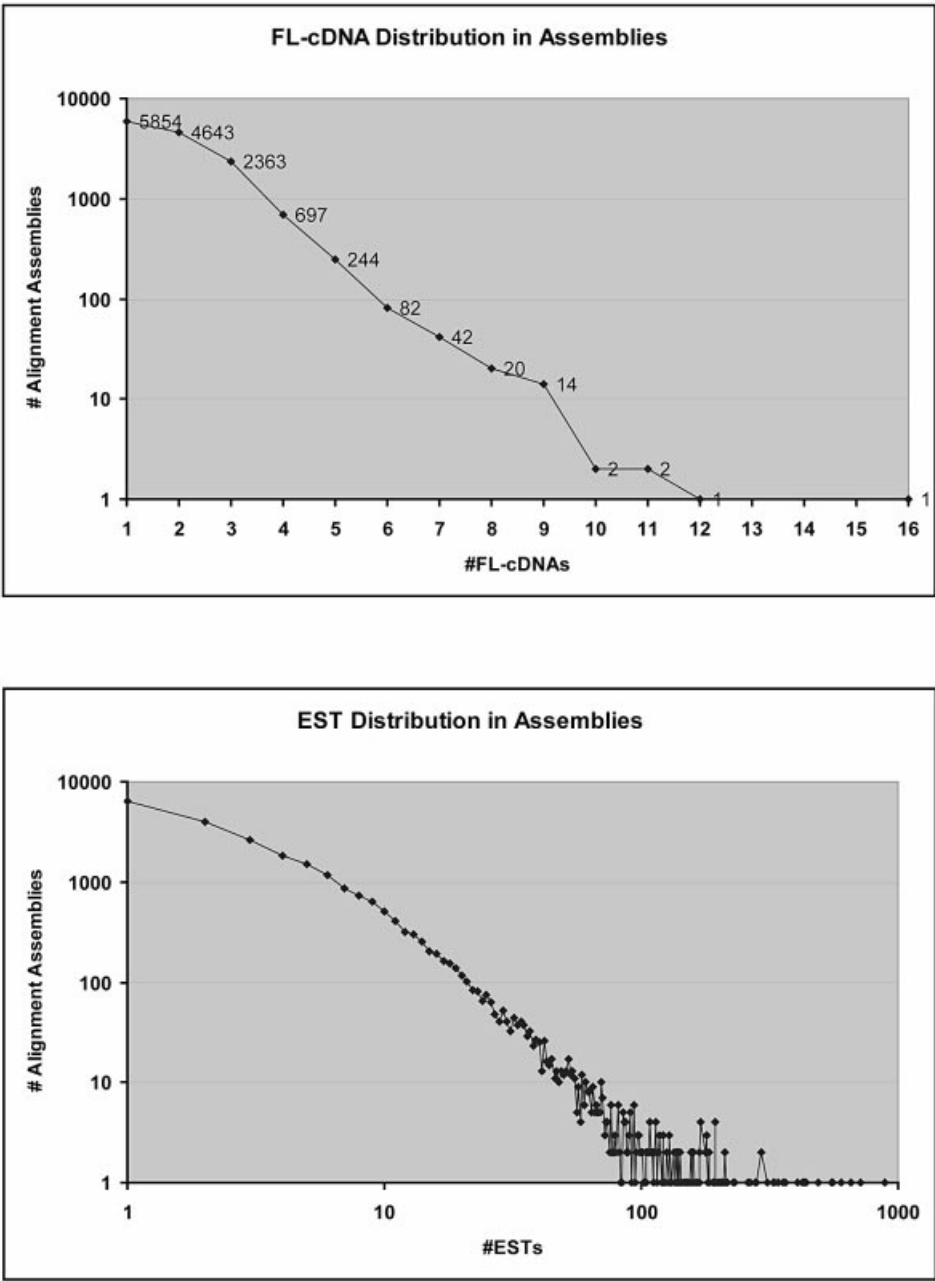 FL-cDNA Distribution in Assemblies
# Alignment Assemblies
10000
1000
100
10
1
5854
4643
2363
697
244
82
42
20
14
2
2
1
1
1 2 3 4 5 6 7 8 9 10 11 12 13 14 15 16
#FL-cDNAs
EST Distribution in Assemblies
# Alignment Assemblies
10000
1000
100
10
1
1 10 100 1000
#ESTs